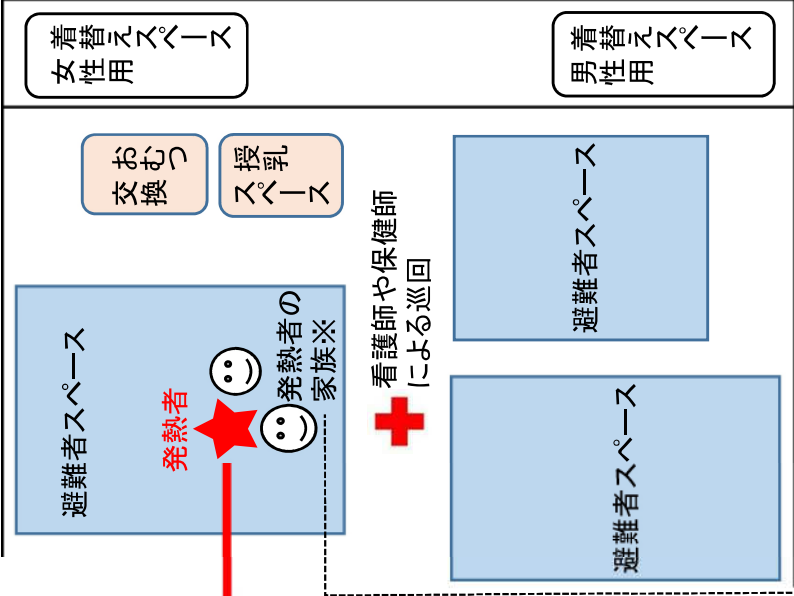 着替えスペース
女性用
着替えスペース
男性用
おむつ
交換
授乳
スペース
避難者スペース
発熱者
発熱者の
家族※
看護師や保健師
による巡回
避難者スペース
避難者スペース